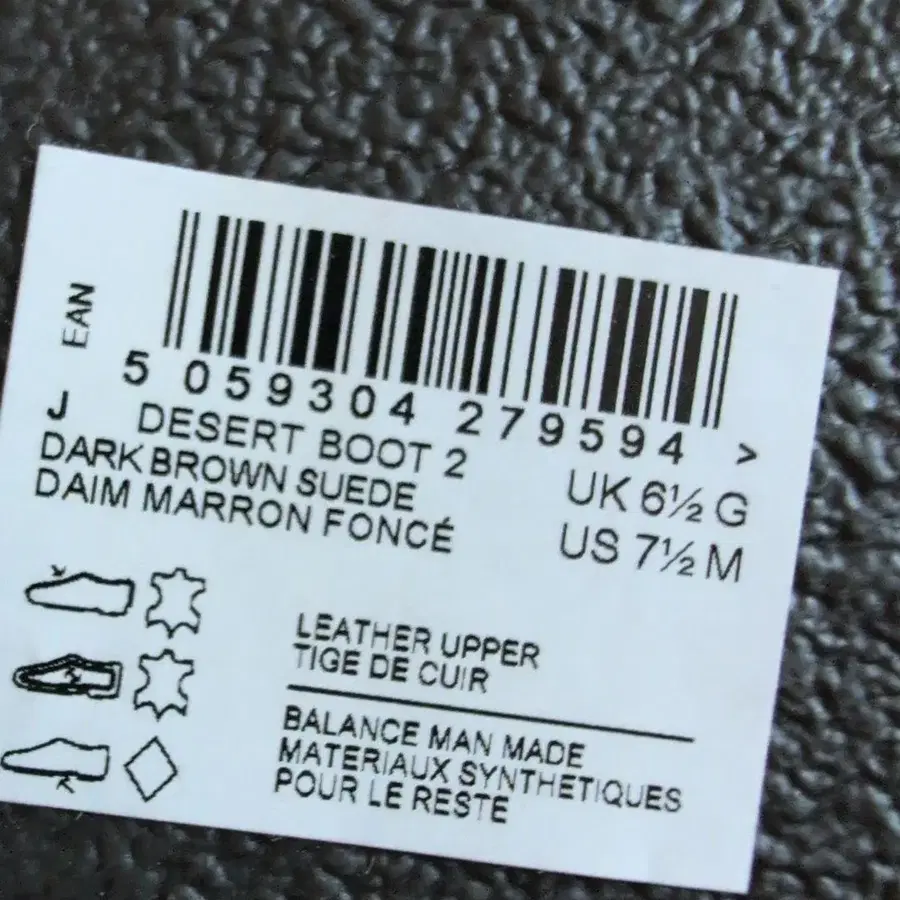 EAN
5 059304 279594 >
J DESERT BOOT 2
DARK BROWN SUEDE
DAIM MARRON FONCÉ
UK 6½ G
US 7½ M
LEATHER UPPER
TIGE DE CUIR
BALANCE MAN MADE
MATERIAUX SYNTHETIQUES
POUR LE RESTE